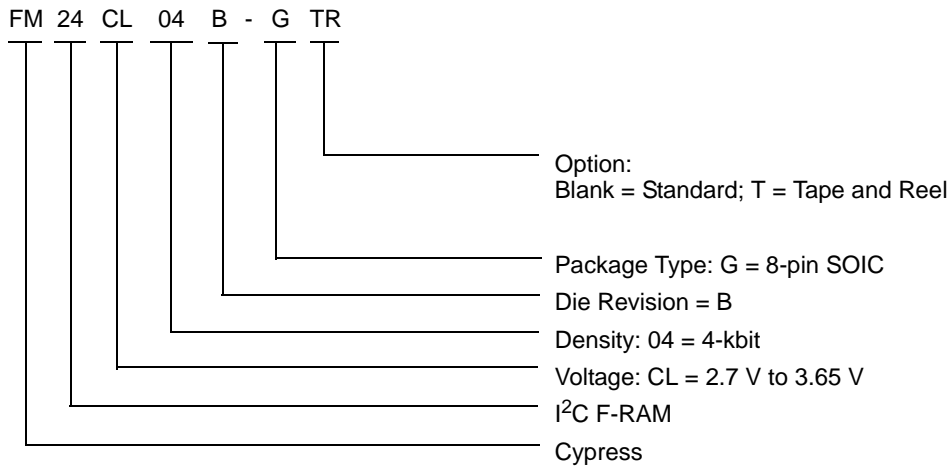 FM 24 CL 04 B - G TR
Option:
Blank = Standard; T = Tape and Reel
Package Type: G = 8-pin SOIC
Die Revision = B
Density: 04 = 4-kbit
Voltage: CL = 2.7 V to 3.65 V
I²C F-RAM
Cypress